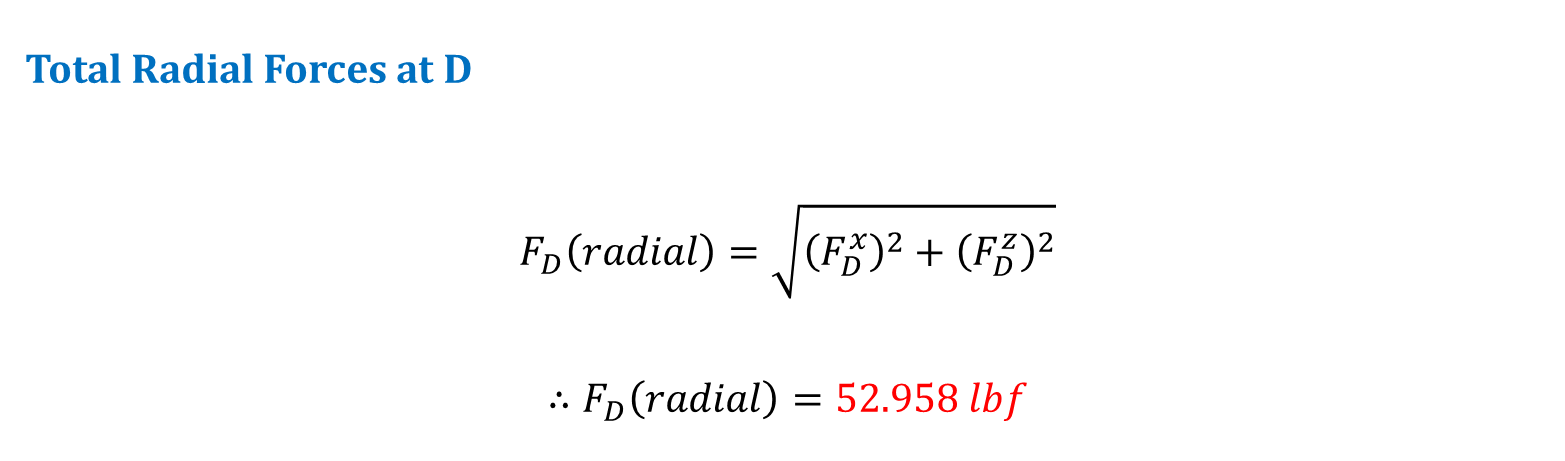 Total Radial Forces at D
F_D(radial) = √((F_D^x)^2 + (F_D^z)^2)
∴ F_D(radial) = 52.958 lbf